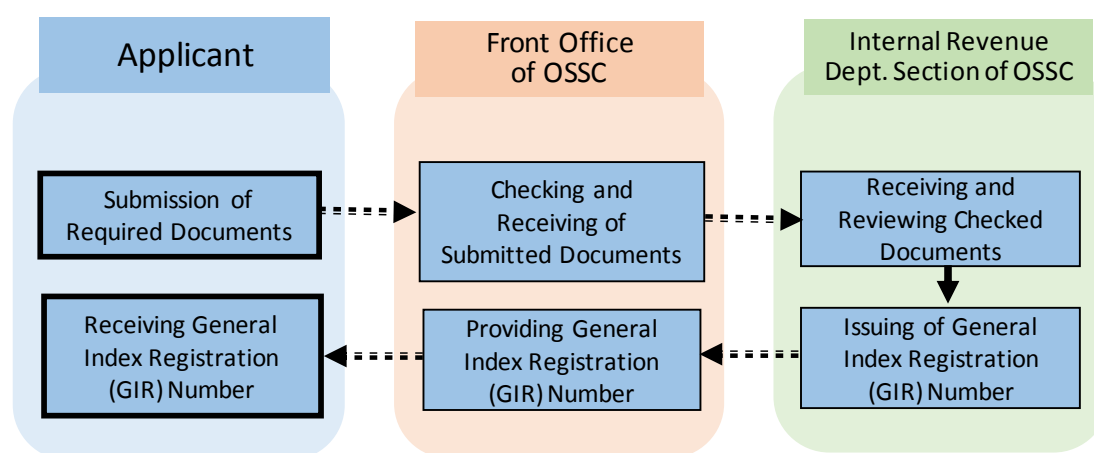 Applicant
Front Office
of OSSC
Internal Revenue
Dept. Section of OSSC
Submission of
Required Documents
Checking and
Receiving of
Submitted Documents
Receiving and
Reviewing Checked
Documents
Receiving General
Index Registration
(GIR) Number
Providing General
Index Registration
(GIR) Number
Issuing of General
Index Registration
(GIR) Number